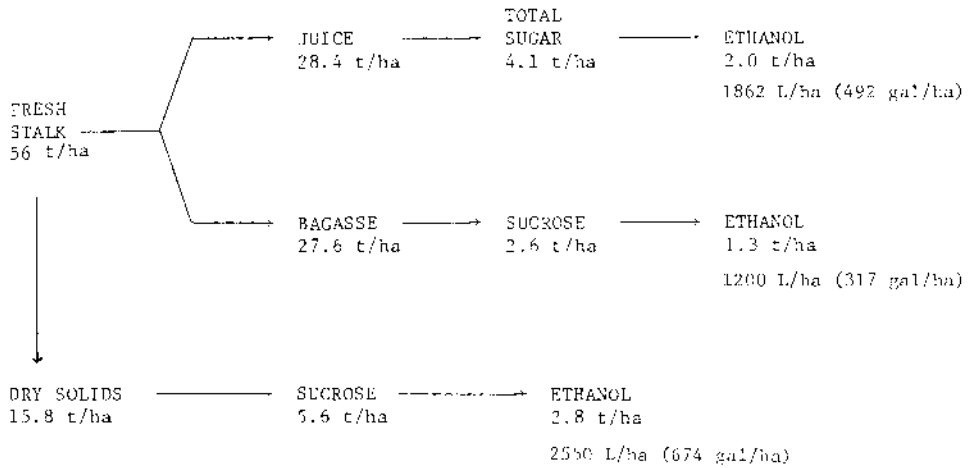 JUICE
28.4 t/ha
TOTAL
SUGAR
4.1 t/ha
ETHANOL
2.0 t/ha
1862 L/ha (492 gal/ha)
FRESH
STALK
56 t/ha
BAGASSE
27.6 t/ha
SUCROSE
2.6 t/ha
ETHANOL
1.3 t/ha
1200 L/ha (317 gal/ha)
DRY SOLIDS
15.8 t/ha
SUCROSE
5.6 t/ha
ETHANOL
2.8 t/ha
2550 L/ha (674 gal/ha)